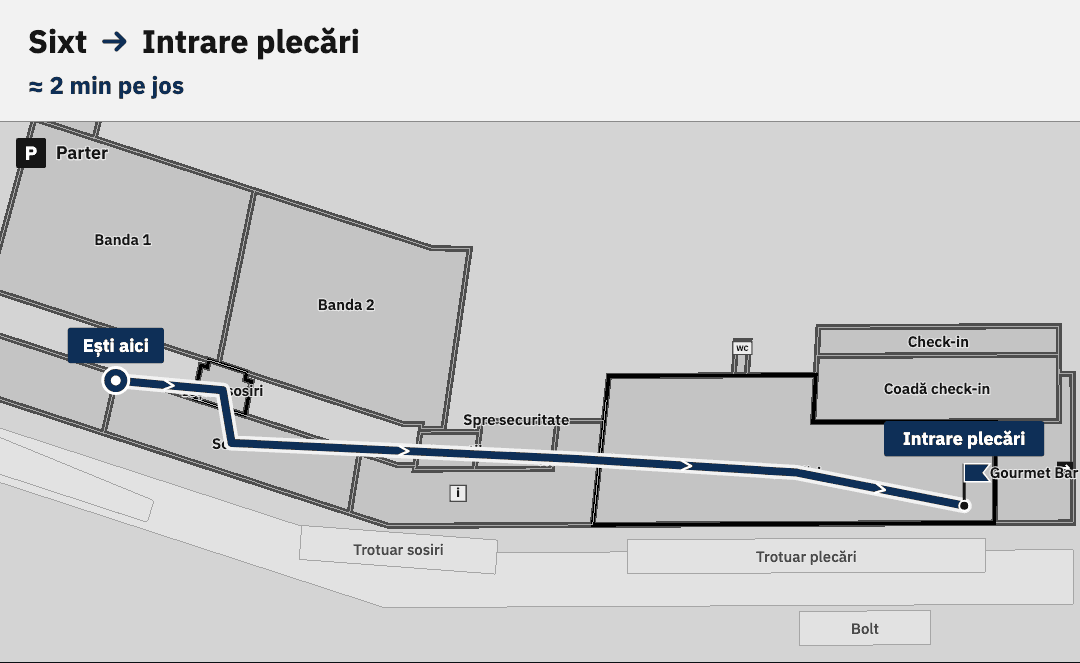 Sixt → Intrare plecări
≈ 2 min pe jos
P Parter
Banda 1
Banda 2
Ești aici
sosiri
WC
Check-in
Coadă check-in
Spre securitate
Intrare plecări
Gourmet Bar
i
Trotuar sosiri
Trotuar plecări
Bolt